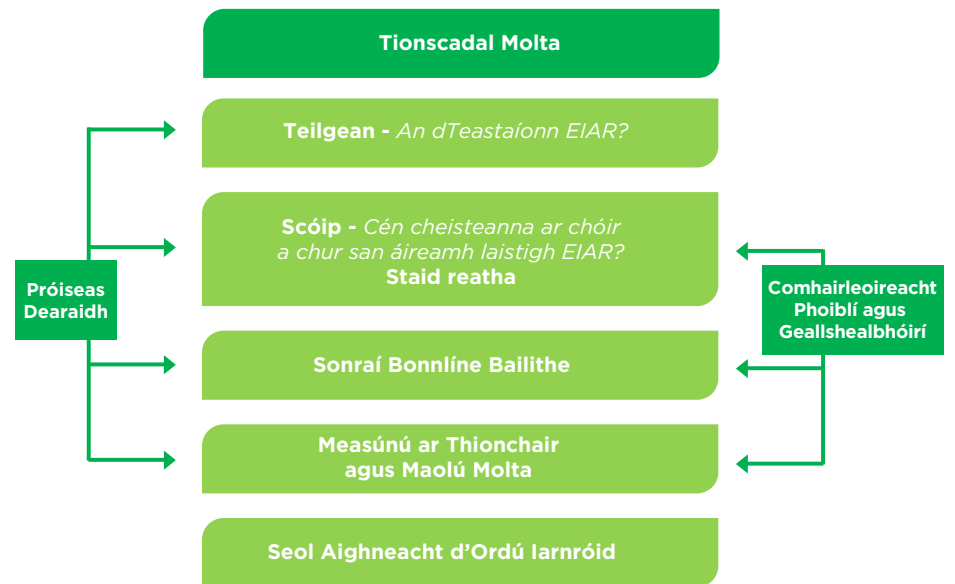 Tionscadal Molta
Teilgean - An dTeastaíonn EIAR?
Scóip - Cén cheisteanna ar chóir
a chur san áireamh laistigh EIAR?
Staid reatha
Próiseas
Dearaidh
Comhairleoireacht
Phoiblí agus
Geallshealbhóirí
Sonraí Bonnlíne Bailithe
Measúnú ar Thionchair
agus Maolú Molta
Seol Aighneacht d’Ordú Iarnróid